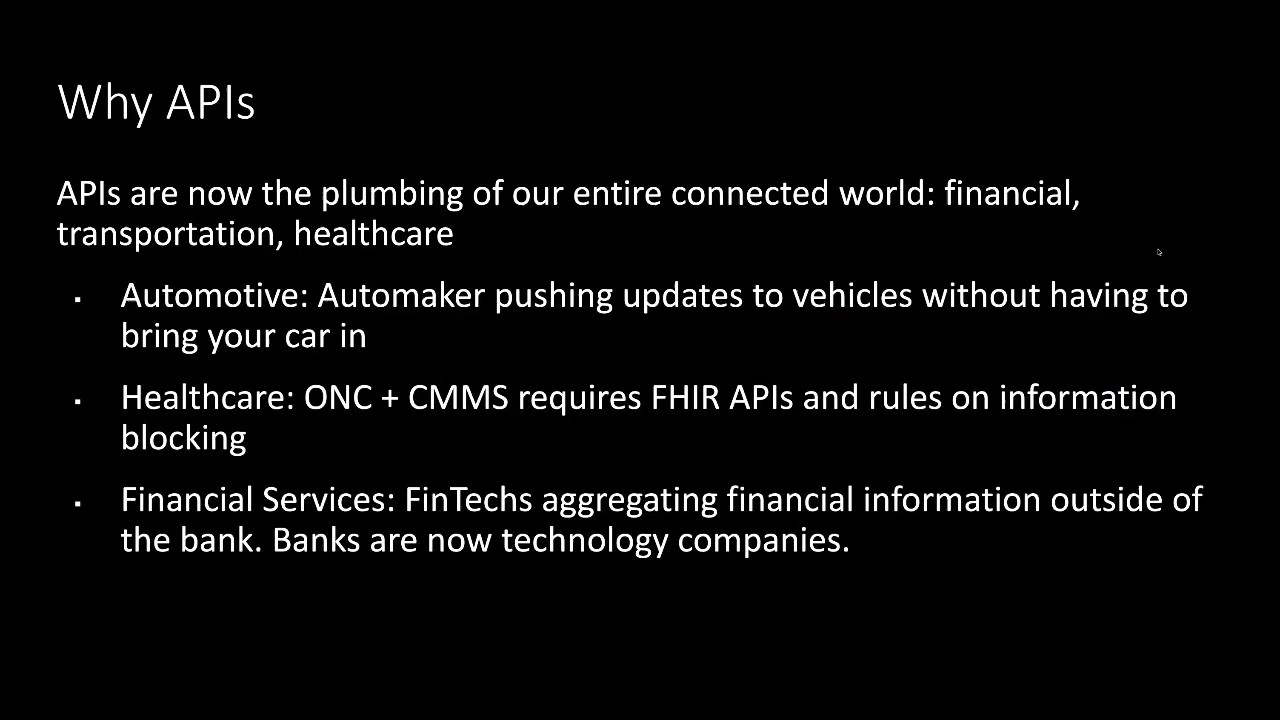 Why APIs
APIs are now the plumbing of our entire connected world: financial,
transportation, healthcare
▪ Automotive: Automaker pushing updates to vehicles without having to
bring your car in
▪ Healthcare: ONC + CMMS requires FHIR APIs and rules on information
blocking
▪ Financial Services: FinTechs aggregating financial information outside of
the bank. Banks are now technology companies.